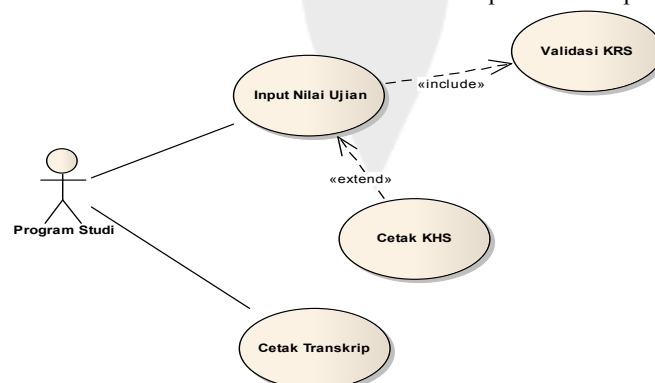 Validasi KRS
Input Nilai Ujian
«include»
«extend»
Program Studi
Cetak KHS
Cetak Transkrip